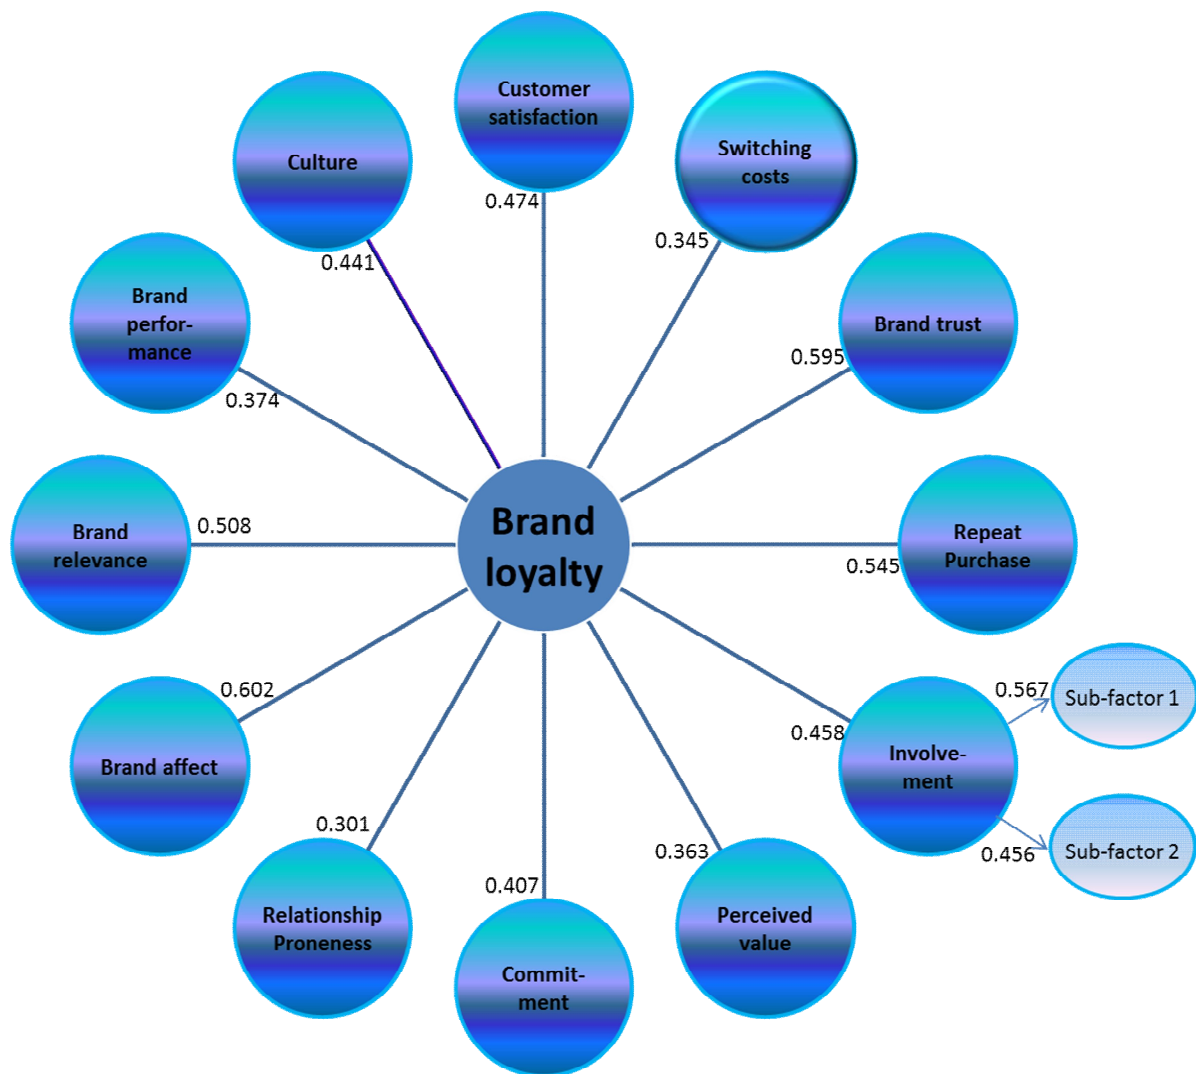 Customer
satisfaction
0.474
Switching
costs
0.345
Brand trust
0.595
Repeat
Purchase
0.545
Involve-
ment
0.458
0.567
Sub-factor 1
0.456
Sub-factor 2
Perceived
value
0.363
Commit-
ment
0.407
Relationship
Proneness
0.301
Brand affect
0.602
Brand
relevance
0.508
Brand
perfor-
mance
0.374
Culture
0.441
Brand
loyalty